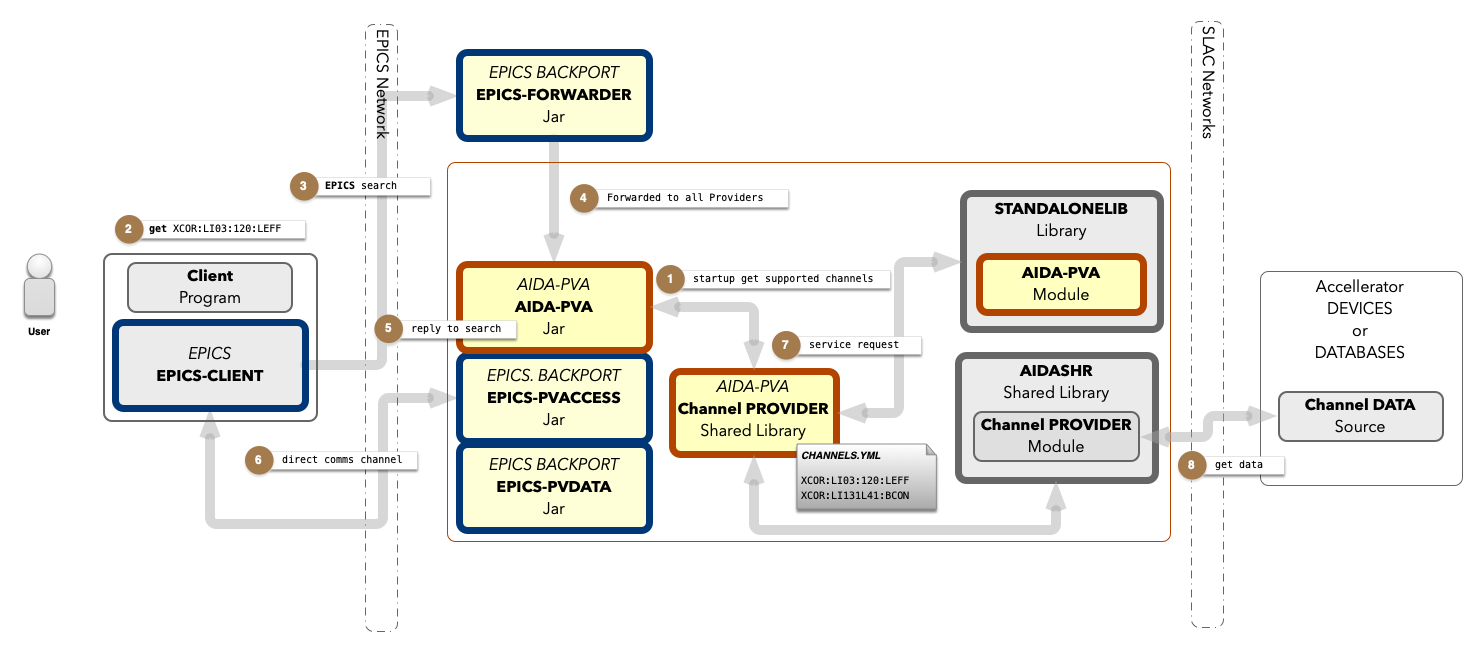 EPICS Network
SLAC Networks
EPICS BACKPORT
EPICS-FORWARDER
Jar
3
EPICS search
4
Forwarded to all Providers
2
get XCOR:LI03:120:LEFF
STANDALONELIB
Library
AIDA-PVA
Module
Client
Program
EPICS
EPICS-CLIENT
User
AIDA-PVA
AIDA-PVA
Jar
1
startup get supported channels
5
reply to search
7
service request
Accellerator
DEVICES
or
DATABASES
EPICS. BACKPORT
EPICS-PVACCESS
Jar
AIDA-PVA
Channel PROVIDER
Shared Library
AIDASHR
Shared Library
Channel PROVIDER
Module
Channel DATA
Source
6
direct comms channel
EPICS BACKPORT
EPICS-PVDATA
Jar
CHANNELS.YML
XCOR:LI03:120:LEFF
XCOR:LI131L41:BCON
8
get data